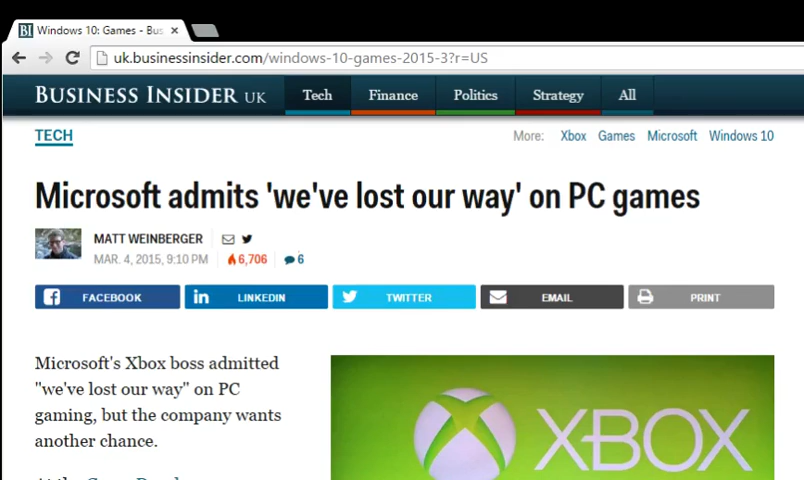 BI Windows 10: Games - Bus
uk.businessinsider.com/windows-10-games-2015-3?r=US
BUSINESS INSIDER UK Tech Finance Politics Strategy All
TECH More: Xbox Games Microsoft Windows 10
Microsoft admits 'we've lost our way' on PC games
MATT WEINBERGER
MAR. 4, 2015, 9:10 PM 6,706 6
FACEBOOK LINKEDIN TWITTER EMAIL PRINT
Microsoft's Xbox boss admitted
"we've lost our way" on PC
gaming, but the company wants
another chance.
XBOX